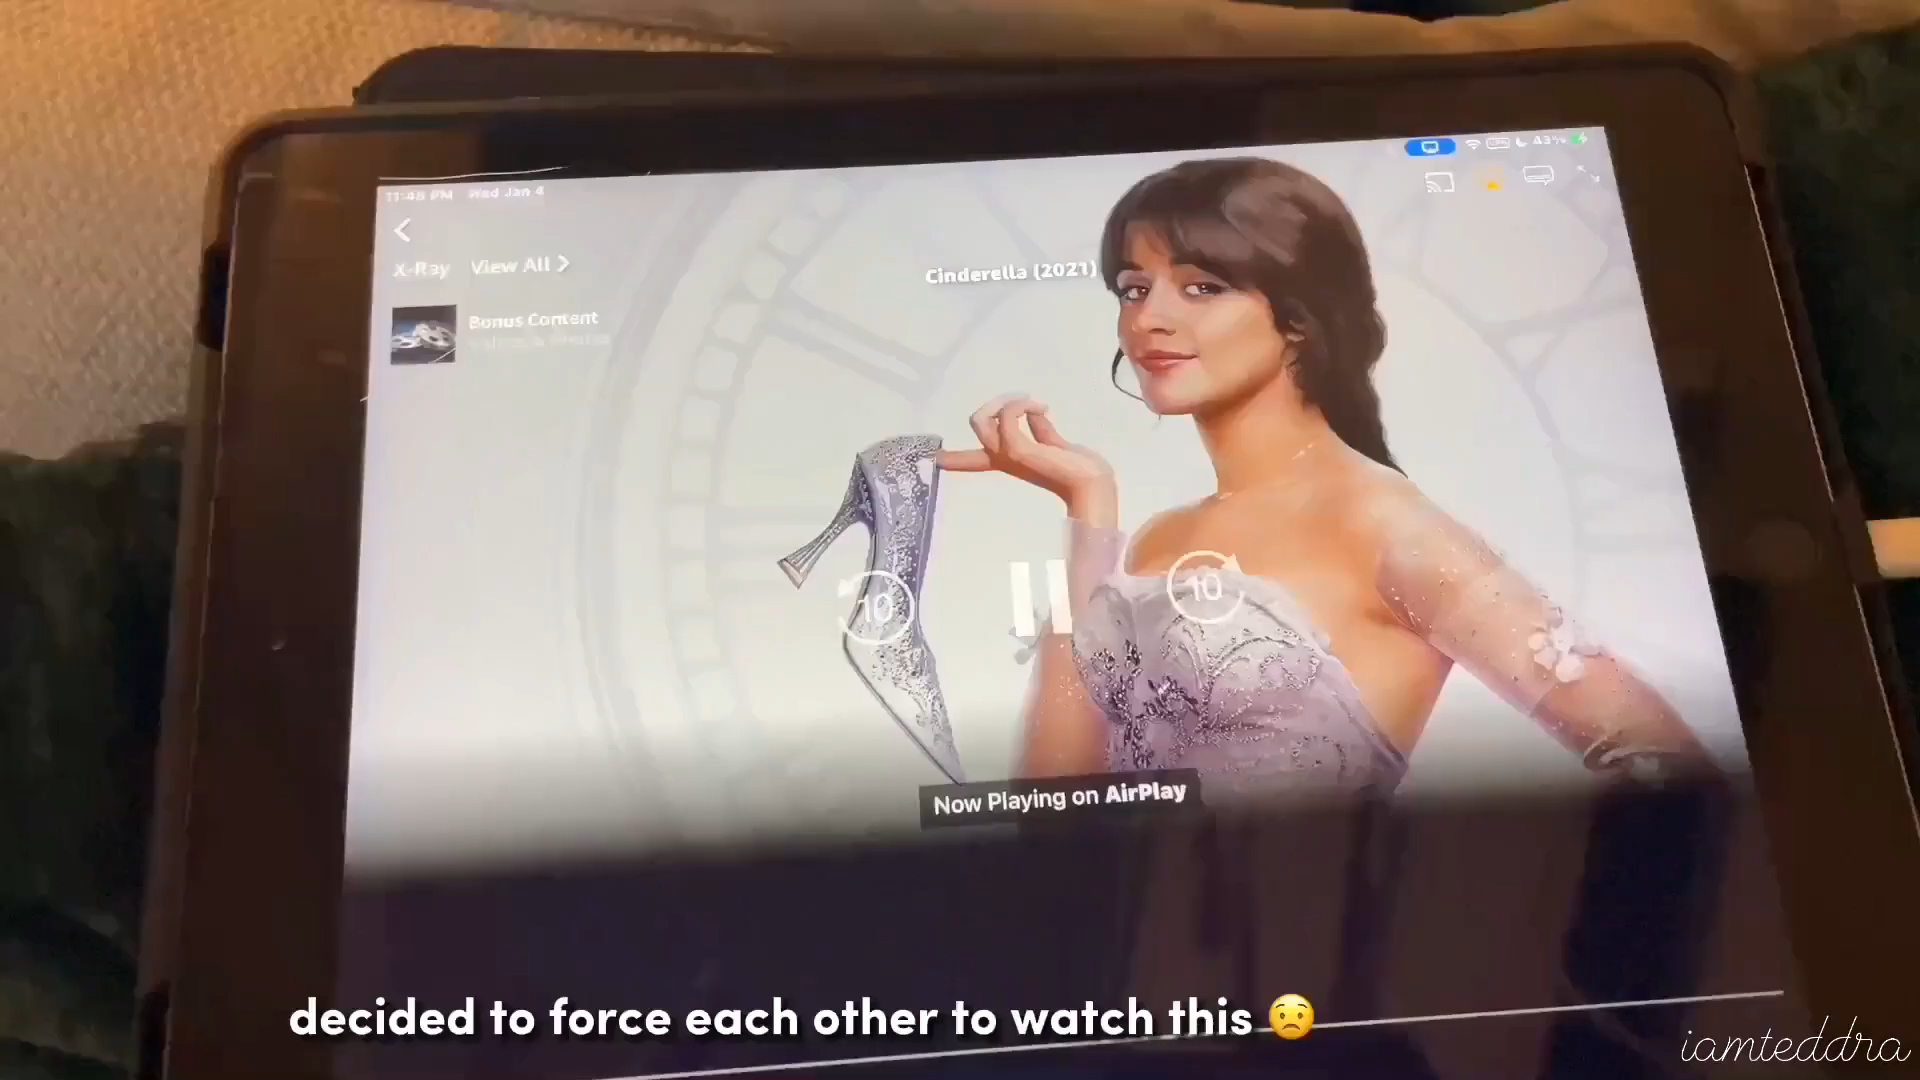 11:48 PM Wed Jan 4
43%
X-Ray View All
Cinderella (2021)
Bonus Content
10
10
Now Playing on AirPlay
decided to force each other to watch this 😟
iamteddra